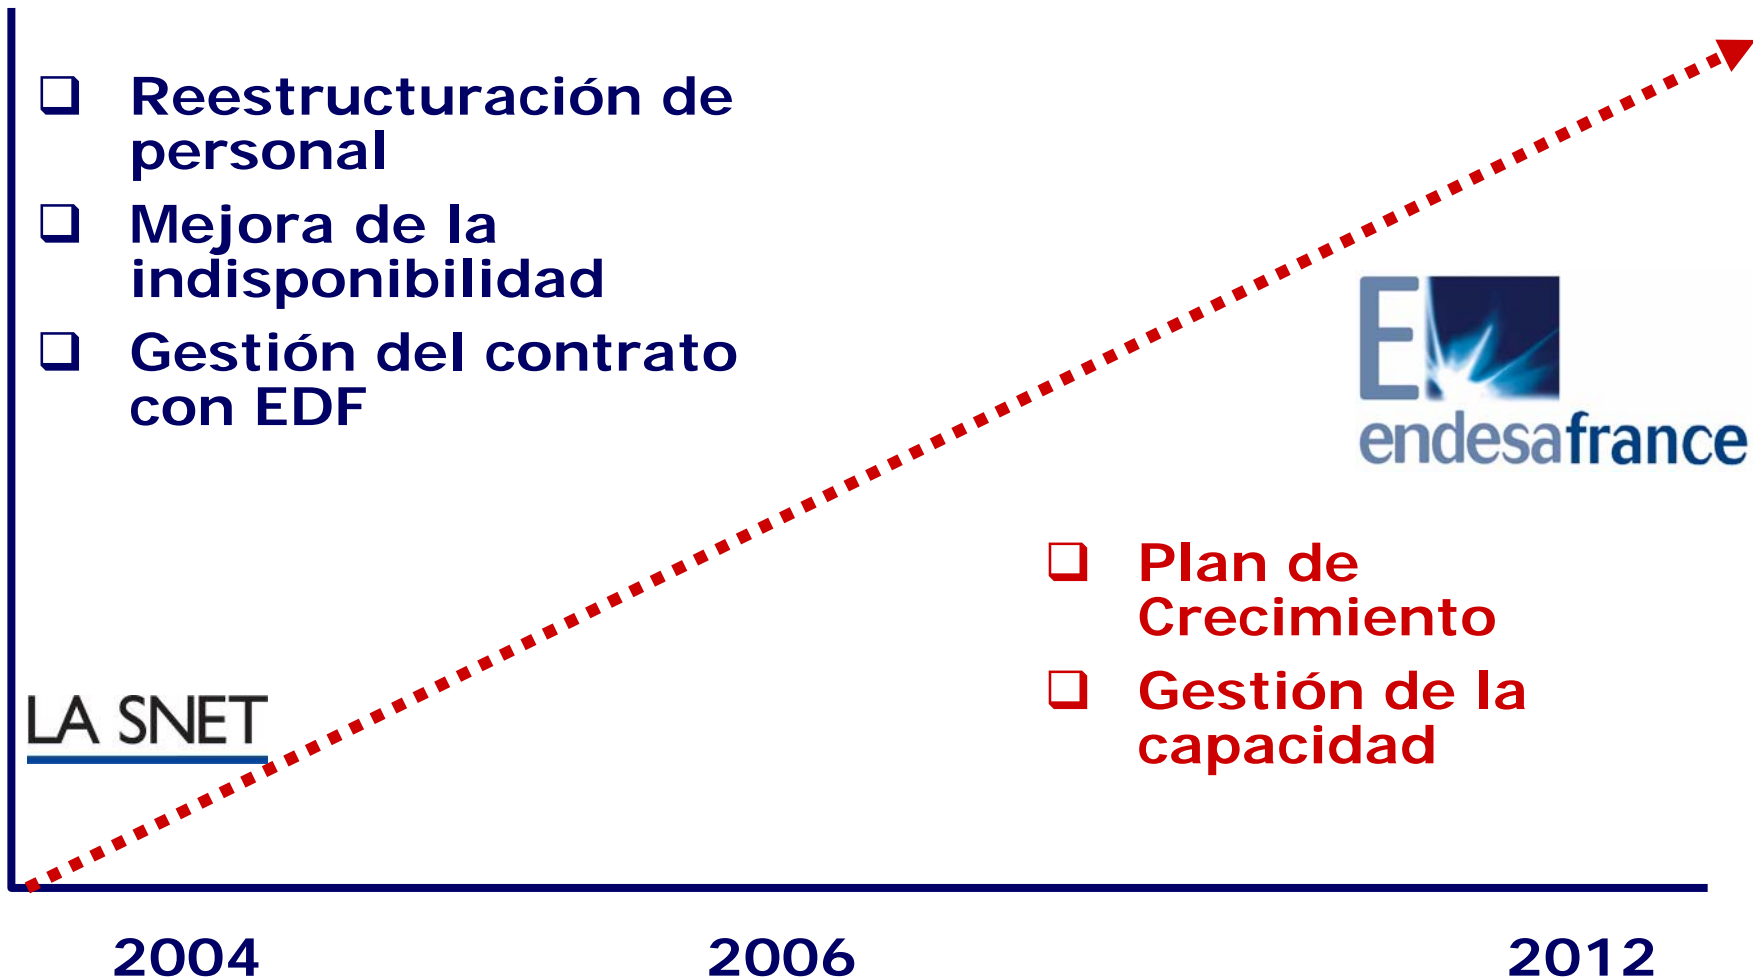 ❑ Reestructuración de
personal
❑ Mejora de la
indisponibilidad
❑ Gestión del contrato
con EDF
E
endesafrance
❑ Plan de
Crecimiento
❑ Gestión de la
capacidad
LA SNET
2004 2006 2012